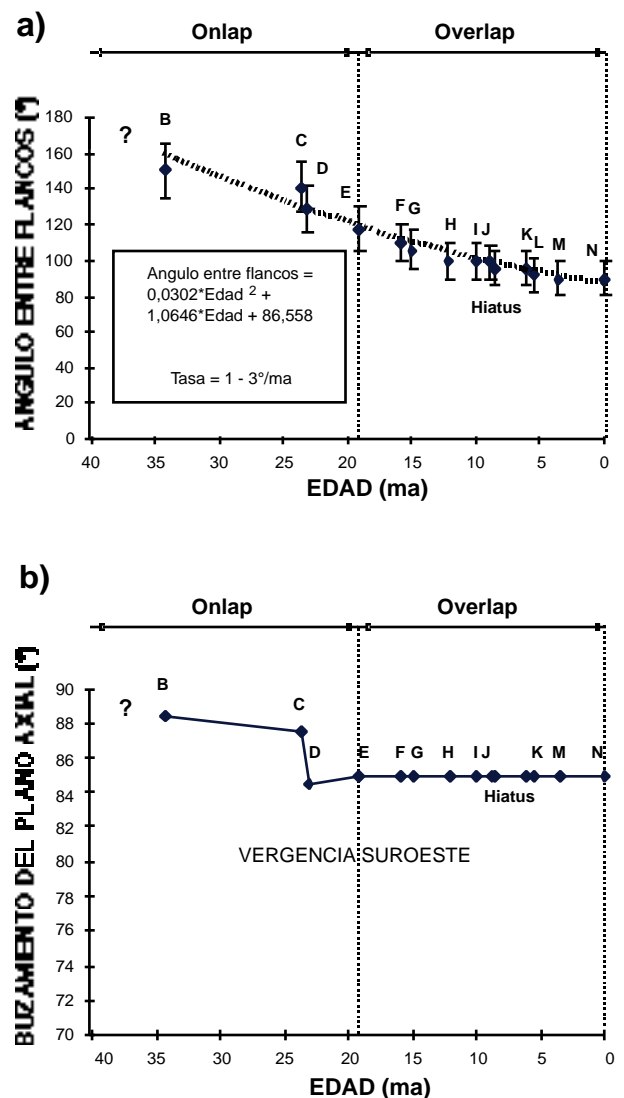 a)
Onlap Overlap
ANGULO ENTRE FLANCOS (°)
180
160
140
120
100
80
60
40
20
0
? B C D E F G H I J K L M N
Hiatus
Angulo entre flancos =
0,0302*Edad 2 +
1,0646*Edad + 86,558
Tasa = 1 - 3°/ma
40 35 30 25 20 15 10 5 0
EDAD (ma)
b)
Onlap Overlap
BUZAMIENTO DEL PLANO AXIAL (°)
90
88
86
84
82
80
78
76
74
72
70
? B C D E F G H I J K M N
Hiatus
VERGENCIA SUROESTE
40 35 30 25 20 15 10 5 0
EDAD (ma)